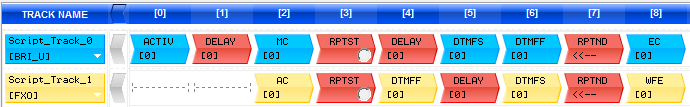 TRACK NAME [0] [1] [2] [3] [4] [5] [6] [7] [8]
Script_Track_0 ACTIV DELAY MC RPTST DELAY DTMFS DTMFF RPTND EC
[BRI_U] [0] [0] [0] [0] [0] [0] <<-- [0]
Script_Track_1 AC RPTST DTMFF DELAY DTMFS RPTND WFE
[FXO] [0] [0] [0] [0] <<-- [0]